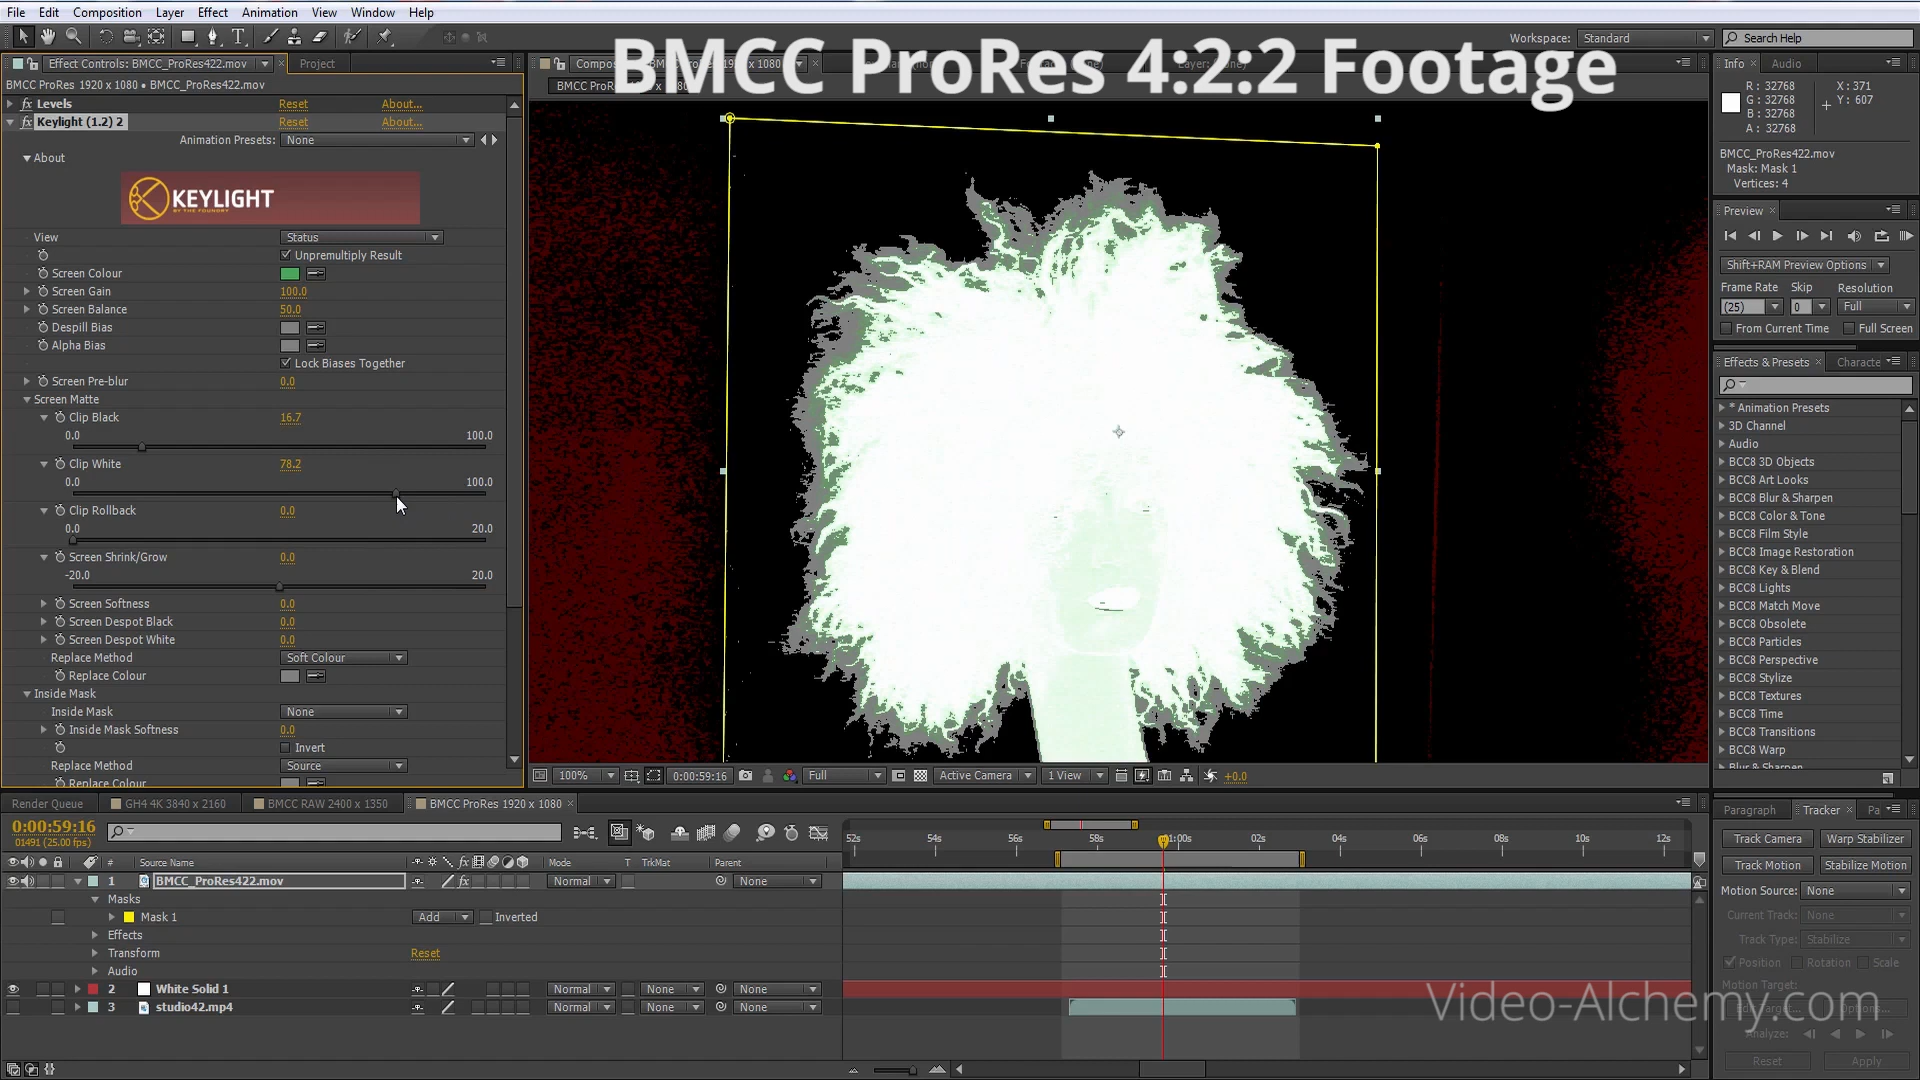 File Edit Composition Layer Effect Animation View Window Help
BMCC ProRes 4:2:2 Footage
Workspace: Standard
Search Help
Effect Controls: BMCC_ProRes422.mov
Project
BMCC ProRes 1920 x 1080 • BMCC_ProRes422.mov
fx Levels Reset About...
fx Keylight (1.2) 2 Reset About...
Animation Presets: None
About
KEYLIGHT
BY THE FOUNDRY
View Status
Unpremultiply Result
Screen Colour
Screen Gain 100.0
Screen Balance 50.0
Despill Bias
Alpha Bias
Lock Biases Together
Screen Pre-blur 0.0
Screen Matte
Clip Black 16.7
0.0 100.0
Clip White 78.2
0.0 100.0
Clip Rollback 0.0
0.0 20.0
Screen Shrink/Grow 0.0
-20.0 20.0
Screen Softness 0.0
Screen Despot Black 0.0
Screen Despot White 0.0
Replace Method Soft Colour
Replace Colour
Inside Mask
Inside Mask None
Inside Mask Softness 0.0
Invert
Replace Method Source
Replace Colour
100% 0:00:59:16 Full Active Camera 1 View +0.0
Info Audio
R : 32768 X : 371
G : 32768 Y : 607
B : 32768
A : 32768
BMCC_ProRes422.mov
Mask: Mask 1
Vertices: 4
Preview
Shift+RAM Preview Options
Frame Rate Skip Resolution
(25) 0 Full
From Current Time Full Screen
Effects & Presets Characte
* Animation Presets
3D Channel
Audio
BCC8 3D Objects
BCC8 Art Looks
BCC8 Blur & Sharpen
BCC8 Color & Tone
BCC8 Film Style
BCC8 Image Restoration
BCC8 Key & Blend
BCC8 Lights
BCC8 Match Move
BCC8 Obsolete
BCC8 Particles
BCC8 Perspective
BCC8 Stylize
BCC8 Textures
BCC8 Time
BCC8 Transitions
BCC8 Warp
Blur & Sharpen
Render Queue GH4 4K 3840 x 2160 BMCC RAW 2400 x 1350 BMCC ProRes 1920 x 1080
0:00:59:16
01491 (25.00 fps)
52s 54s 56s 58s 1:00s 02s 04s 06s 08s 10s 12s
# Source Name fx Mode T TrkMat Parent
1 BMCC_ProRes422.mov fx Normal None
Masks
Mask 1 Add Inverted
Effects
Transform Reset
Audio
2 White Solid 1 Normal None None
3 studio42.mp4 Normal None None
Paragraph Tracker Pa
Track Camera Warp Stabilizer
Track Motion Stabilize Motion
Motion Source: None
Current Track: None
Track Type: Stabilize
Position Rotation Scale
Motion Target:
Video-Alchemy.com
Analyze:
Reset Apply